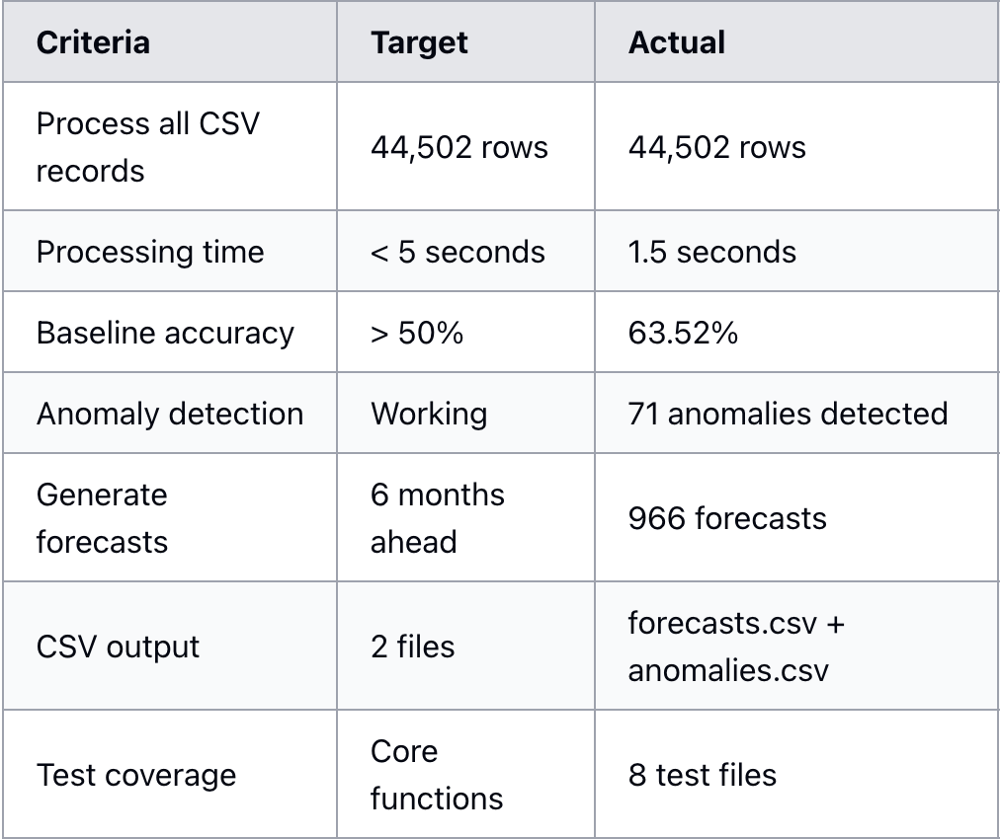 Criteria
Target
Actual
Process all CSV
records
44,502 rows
44,502 rows
Processing time
< 5 seconds
1.5 seconds
Baseline accuracy
> 50%
63.52%
Anomaly detection
Working
71 anomalies detected
Generate
forecasts
6 months
ahead
966 forecasts
CSV output
2 files
forecasts.csv +
anomalies.csv
Test coverage
Core
functions
8 test files